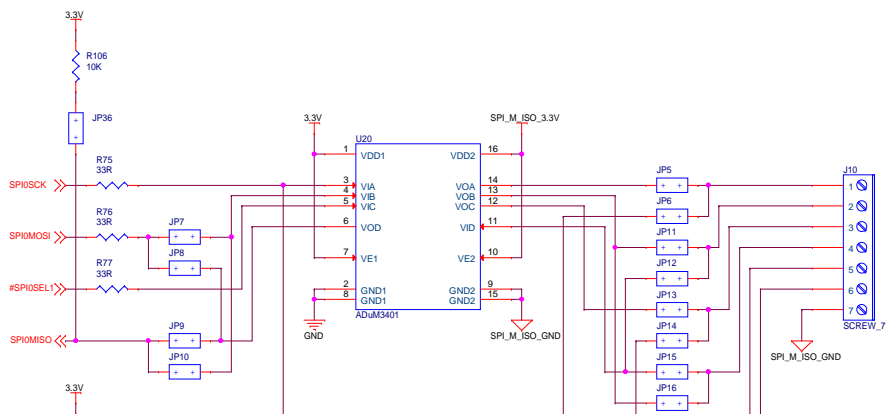 3.3V
R106
10K
JP36
3.3V
SPI_M_ISO_3.3V
U20
1 VDD1 VDD2 16
R75
33R
JP5
J10
SPI0SCK
3 VIA VOA 14
1
4 VIB VOB 13
5 VIC VOC 12
R76
33R
JP6
2
JP7
6 VOD VID 11
3
SPI0MOSI
JP11
4
JP8
7 VE1 VE2 10
JP12
5
R77
33R
#SPI0SEL1
2 GND1 GND2 9
8 GND1 GND2 15
6
JP13
7
ADuM3401
SCREW_7
JP9
GND
SPI_M_ISO_GND
JP14
SPI0MISO
SPI_M_ISO_GND
JP10
JP15
3.3V
JP16